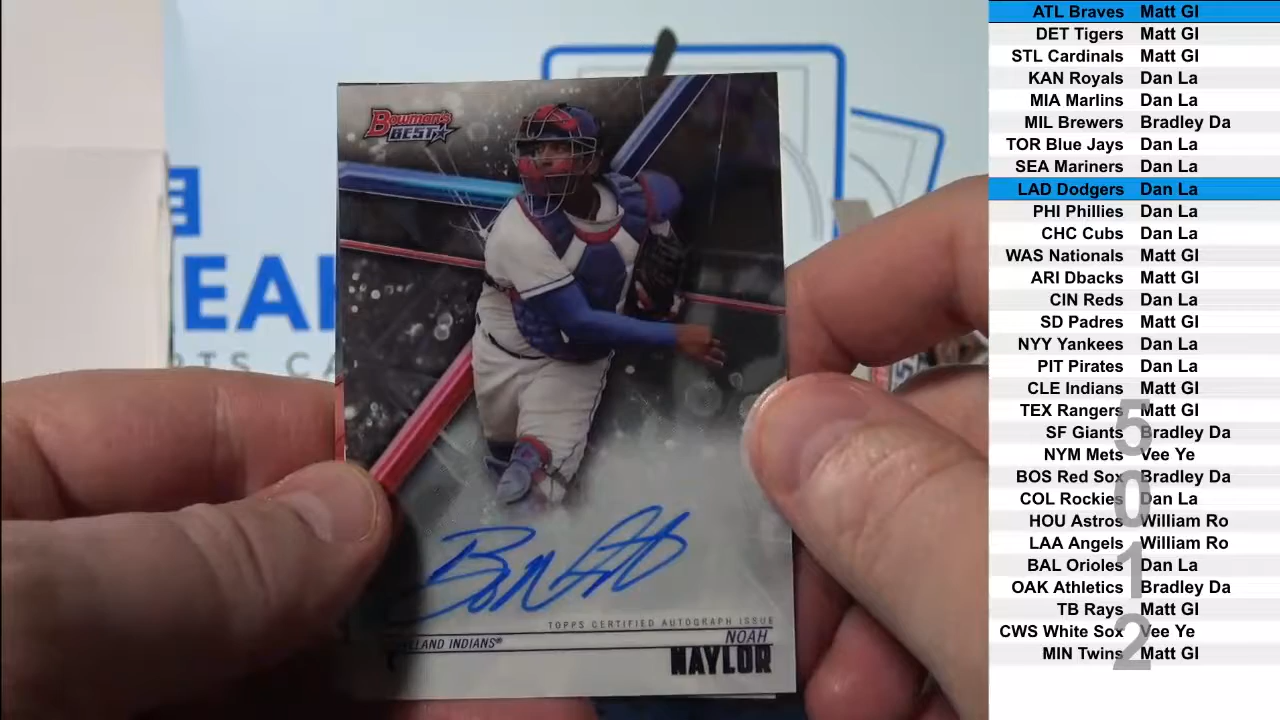 Bowman's
BEST
EAK
RTS CA
TOPPS CERTIFIED AUTOGRAPH ISSUE
LAND INDIANS®
NOAH
NAYLOR
ATL Braves Matt Gl
DET Tigers Matt Gl
STL Cardinals Matt Gl
KAN Royals Dan La
MIA Marlins Dan La
MIL Brewers Bradley Da
TOR Blue Jays Dan La
SEA Mariners Dan La
LAD Dodgers Dan La
PHI Phillies Dan La
CHC Cubs Dan La
WAS Nationals Matt Gl
ARI Dbacks Matt Gl
CIN Reds Dan La
SD Padres Matt Gl
NYY Yankees Dan La
PIT Pirates Dan La
CLE Indians Matt Gl
TEX Rangers Matt Gl
SF Giants Bradley Da
NYM Mets Vee Ye
BOS Red Sox Bradley Da
COL Rockies Dan La
HOU Astros William Ro
LAA Angels William Ro
BAL Orioles Dan La
OAK Athletics Bradley Da
TB Rays Matt Gl
CWS White Sox Vee Ye
MIN Twins Matt Gl
5
0
1
2